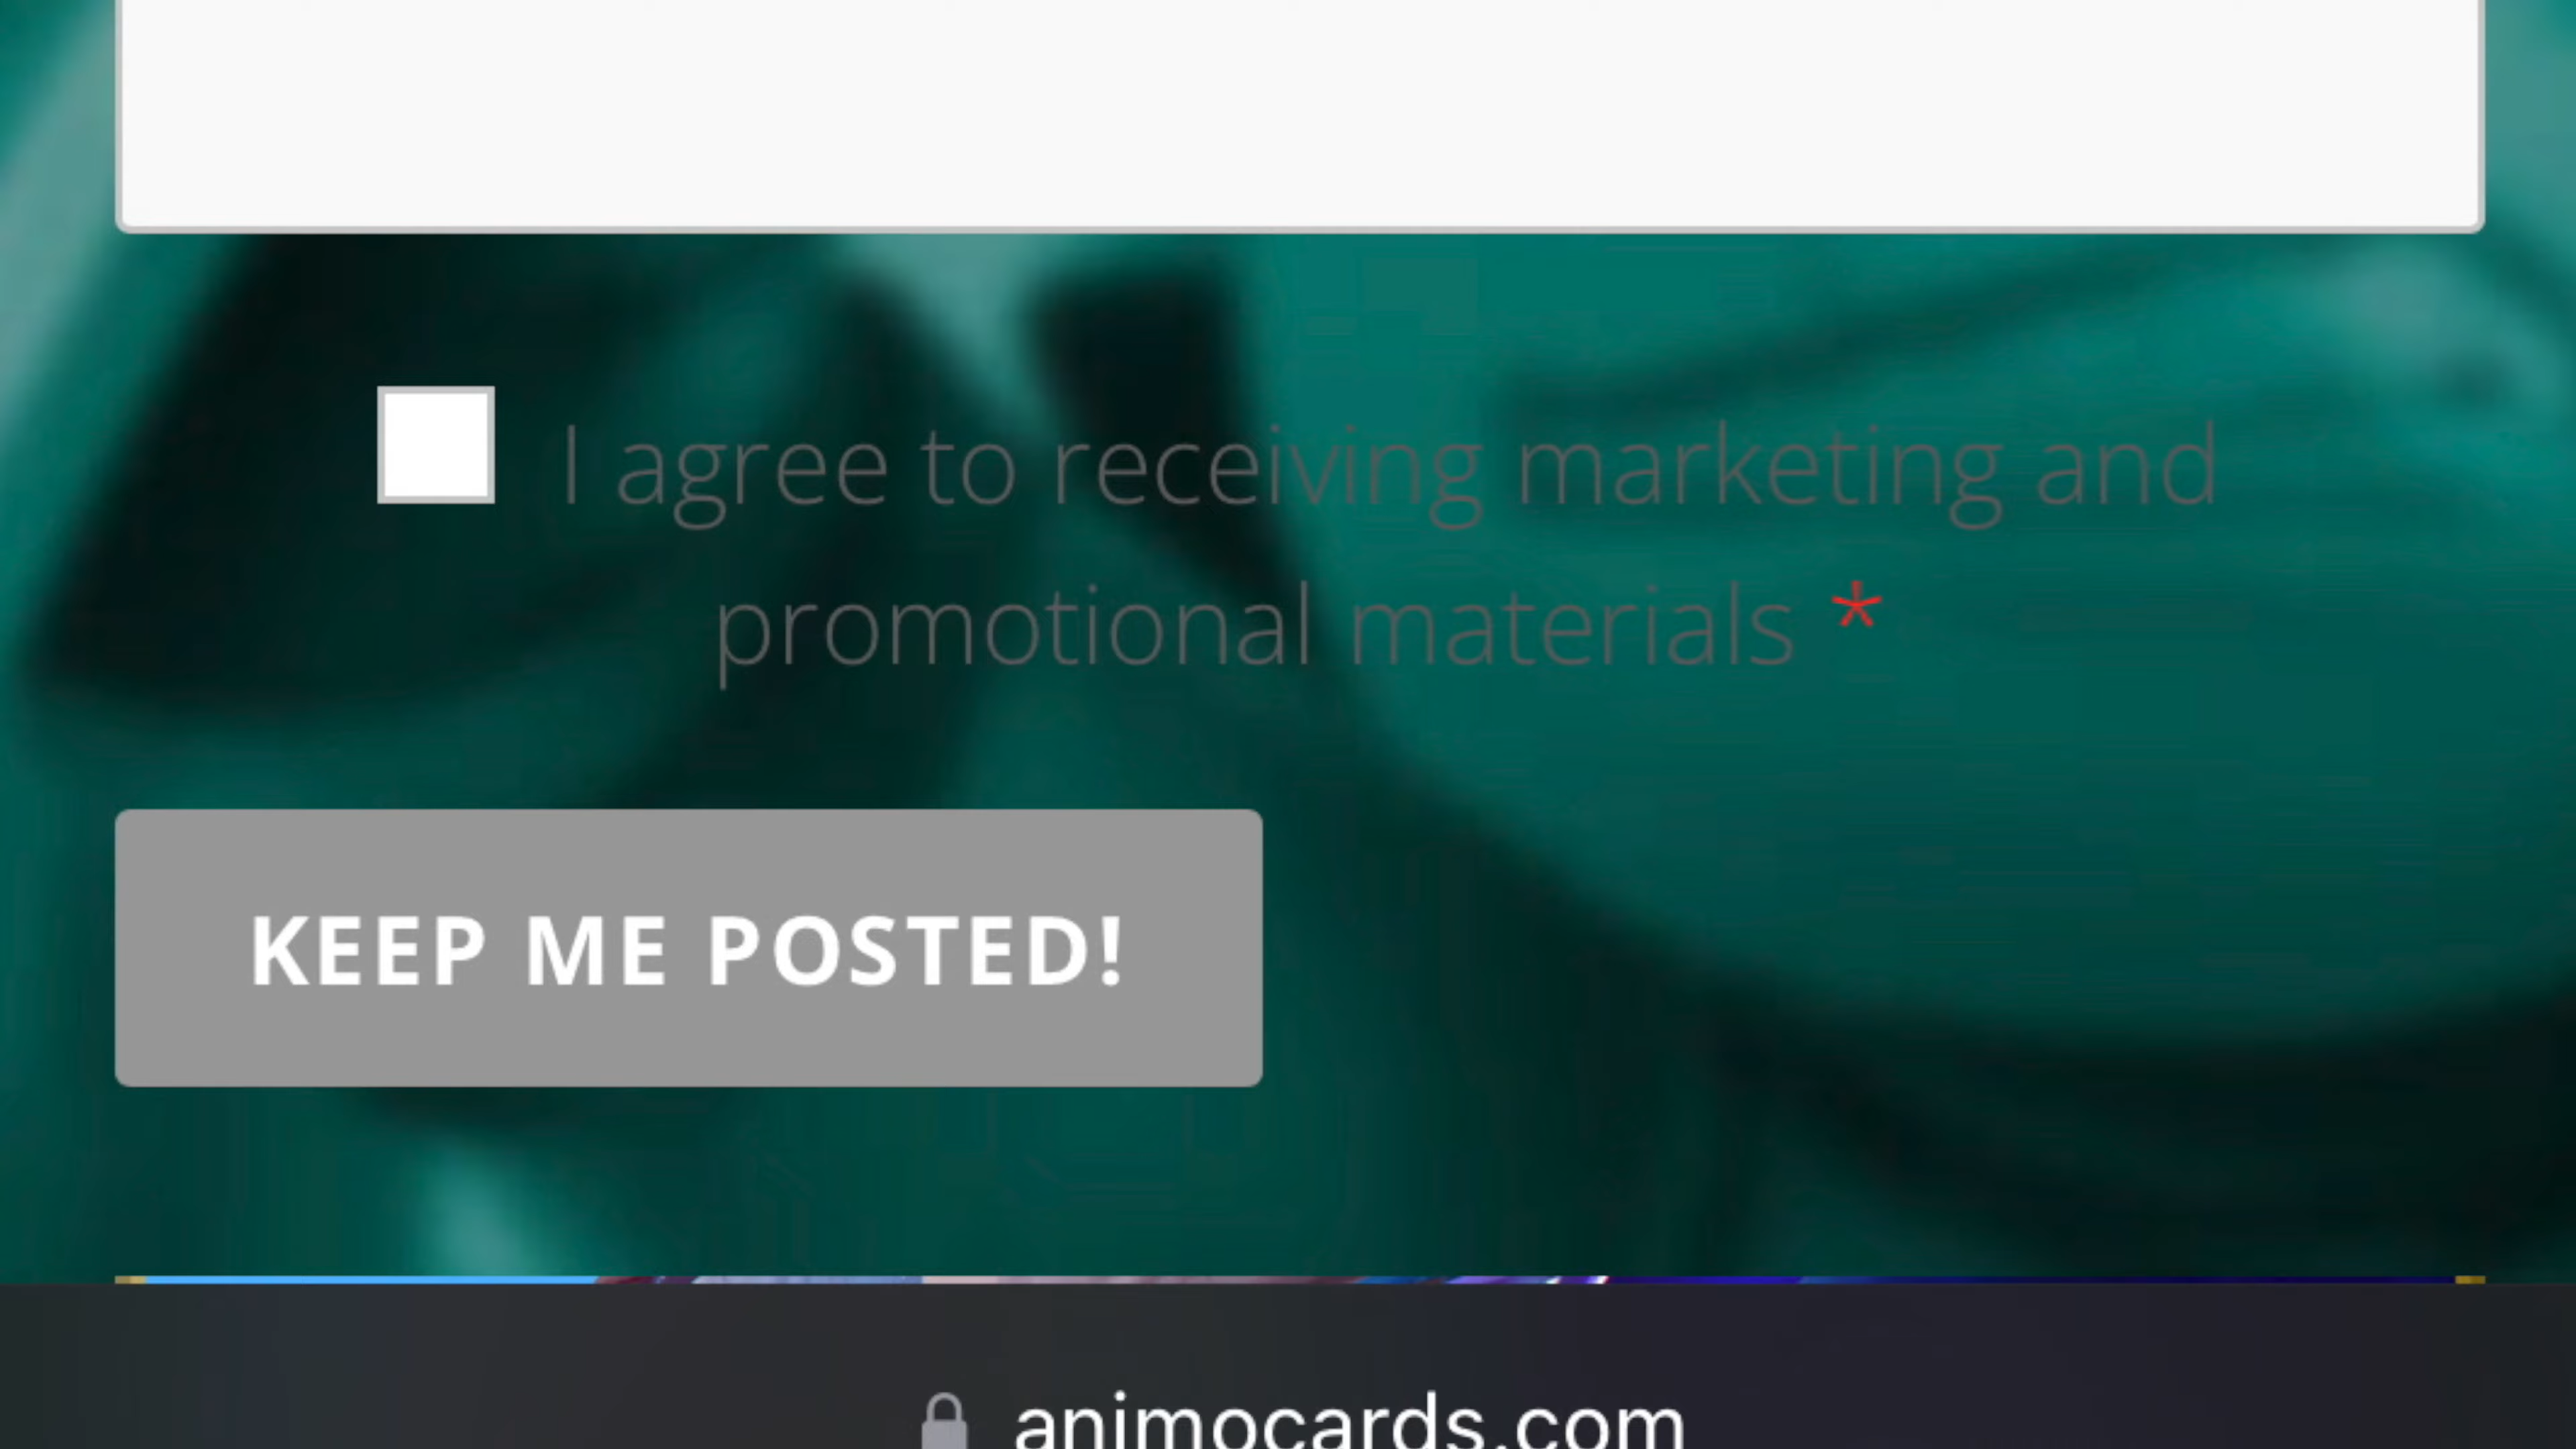 I agree to receiving marketing and
promotional materials *
KEEP ME POSTED!
animocards.com